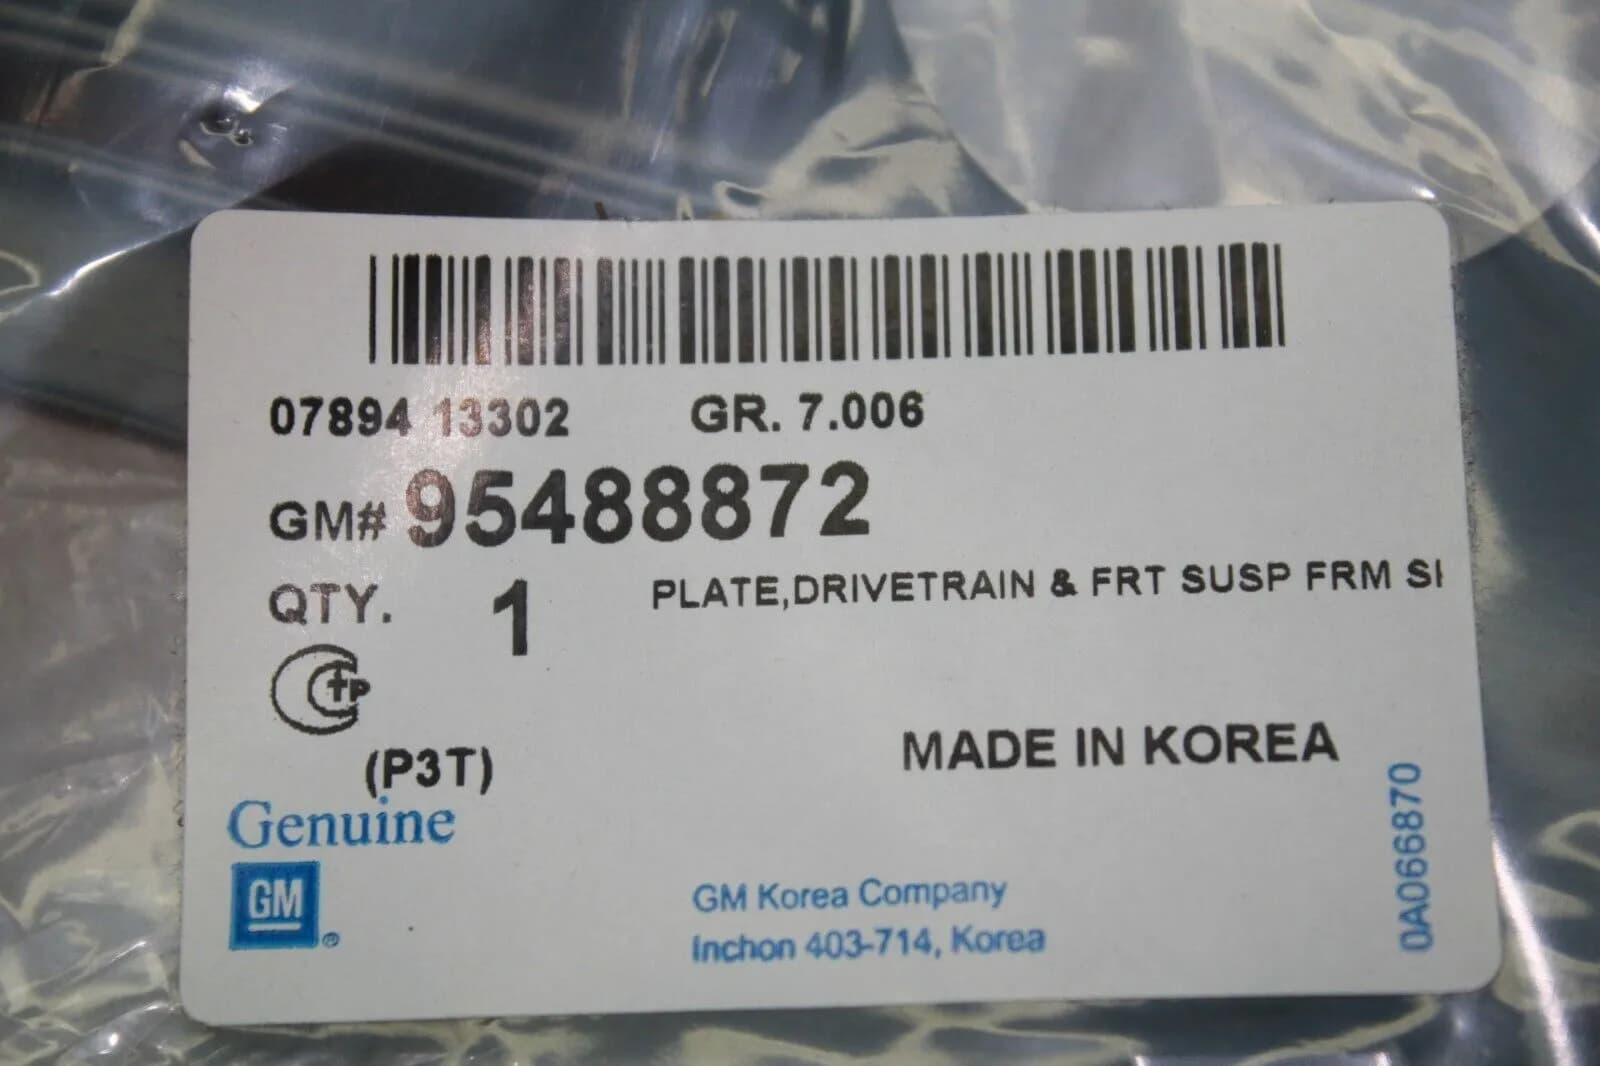 07894 13302 GR. 7.006
GM# 95488872
QTY. 1 PLATE,DRIVETRAIN & FRT SUSP FRM SI
CTP
(P3T)
MADE IN KOREA
Genuine
GM ®
GM Korea Company
Inchon 403-714, Korea
0A066870